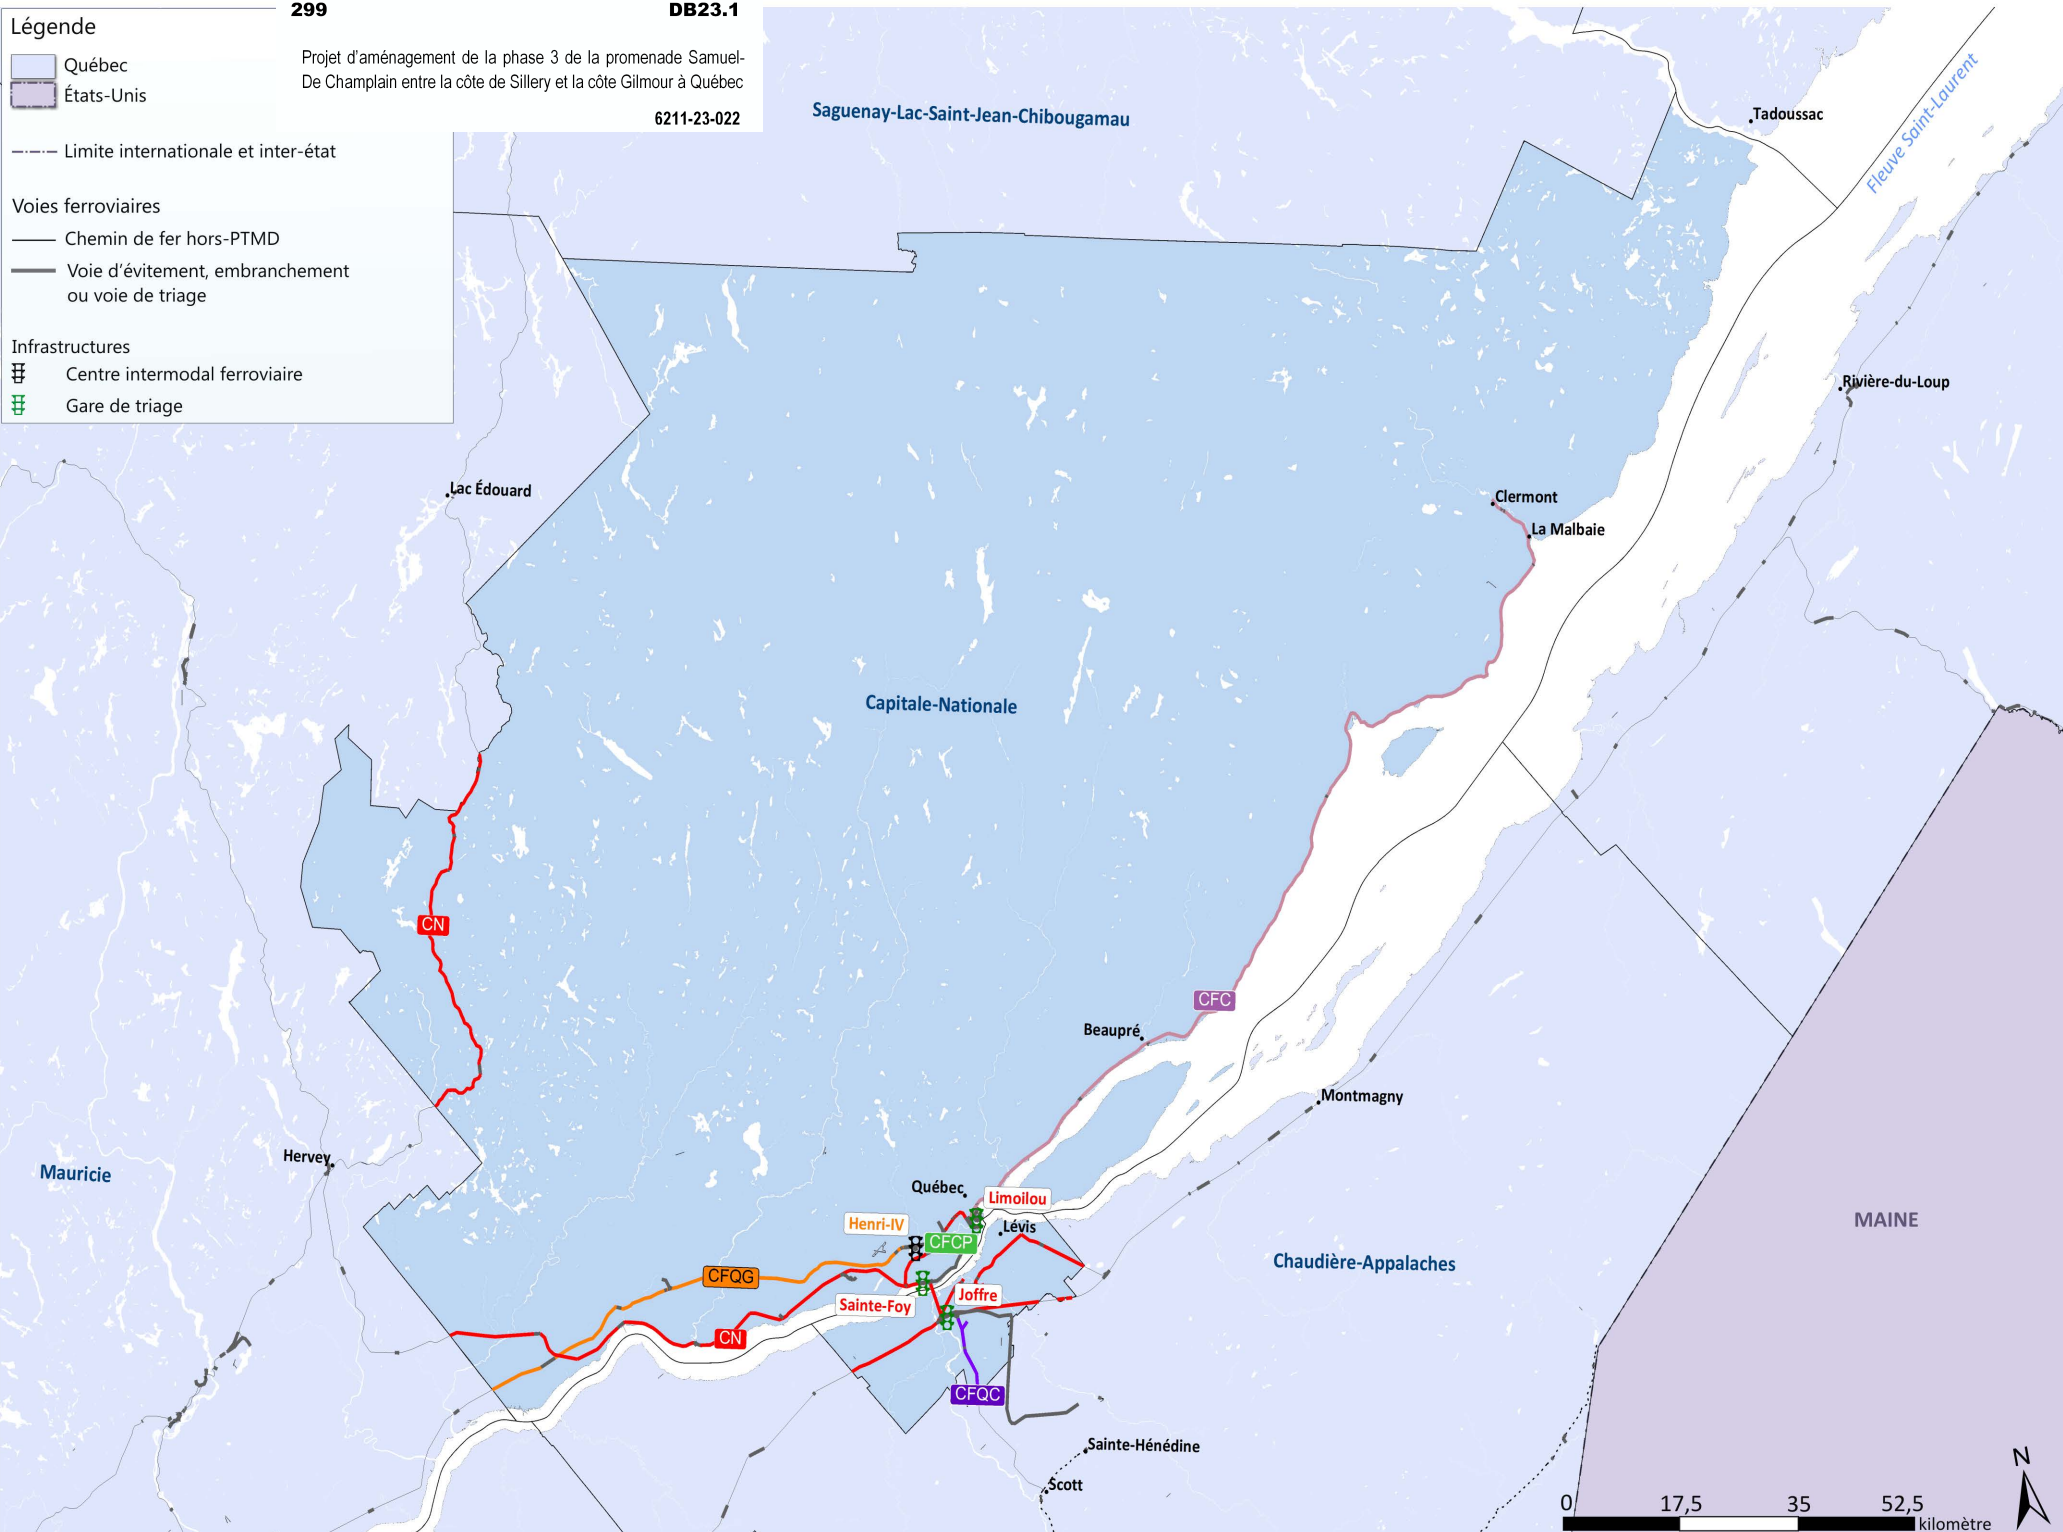 299
DB23.1
Projet d'aménagement de la phase 3 de la promenade Samuel-
De Champlain entre la côte de Sillery et la côte Gilmour à Québec
6211-23-022
Légende
Québec
États-Unis
Limite internationale et inter-état
Voies ferroviaires
Chemin de fer hors-PTMD
Voie d'évitement, embranchement
ou voie de triage
Infrastructures
Centre intermodal ferroviaire
Gare de triage
Saguenay-Lac-Saint-Jean-Chibougamau
Tadoussac
Fleuve Saint-Laurent
Rivière-du-Loup
Lac Édouard
Clermont
La Malbaie
Capitale-Nationale
CN
CFC
Beaupré
Montmagny
Hervey
Mauricie
Québec
Limoilou
Henri-IV
Lévis
CFCP
MAINE
Chaudière-Appalaches
CFQG
Sainte-Foy
Joffre
CN
CFQC
Sainte-Hénédine
Scott
N
0 17,5 35 52,5
kilomètre